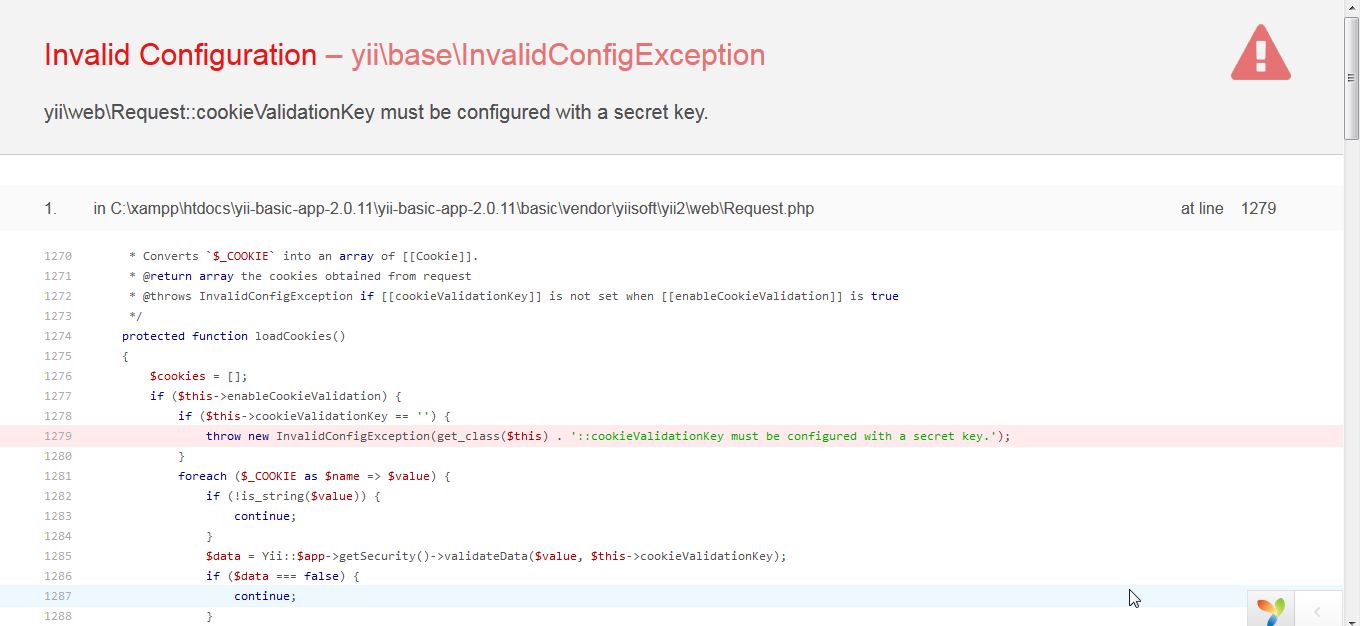 Invalid Configuration – yii\base\InvalidConfigException
yii\web\Request::cookieValidationKey must be configured with a secret key.
1. in C:\xampp\htdocs\yii-basic-app-2.0.11\yii-basic-app-2.0.11\basic\vendor\yiisoft\yii2\web\Request.php at line 1279
1270 * Converts `$_COOKIE` into an array of [[Cookie]].
1271 * @return array the cookies obtained from request
1272 * @throws InvalidConfigException if [[cookieValidationKey]] is not set when [[enableCookieValidation]] is true
1273 */
1274 protected function loadCookies()
1275 {
1276 $cookies = [];
1277 if ($this->enableCookieValidation) {
1278 if ($this->cookieValidationKey == '') {
1279 throw new InvalidConfigException(get_class($this) . '::cookieValidationKey must be configured with a secret key.');
1280 }
1281 foreach ($_COOKIE as $name => $value) {
1282 if (!is_string($value)) {
1283 continue;
1284 }
1285 $data = Yii::$app->getSecurity()->validateData($value, $this->cookieValidationKey);
1286 if ($data === false) {
1287 continue;
1288 }